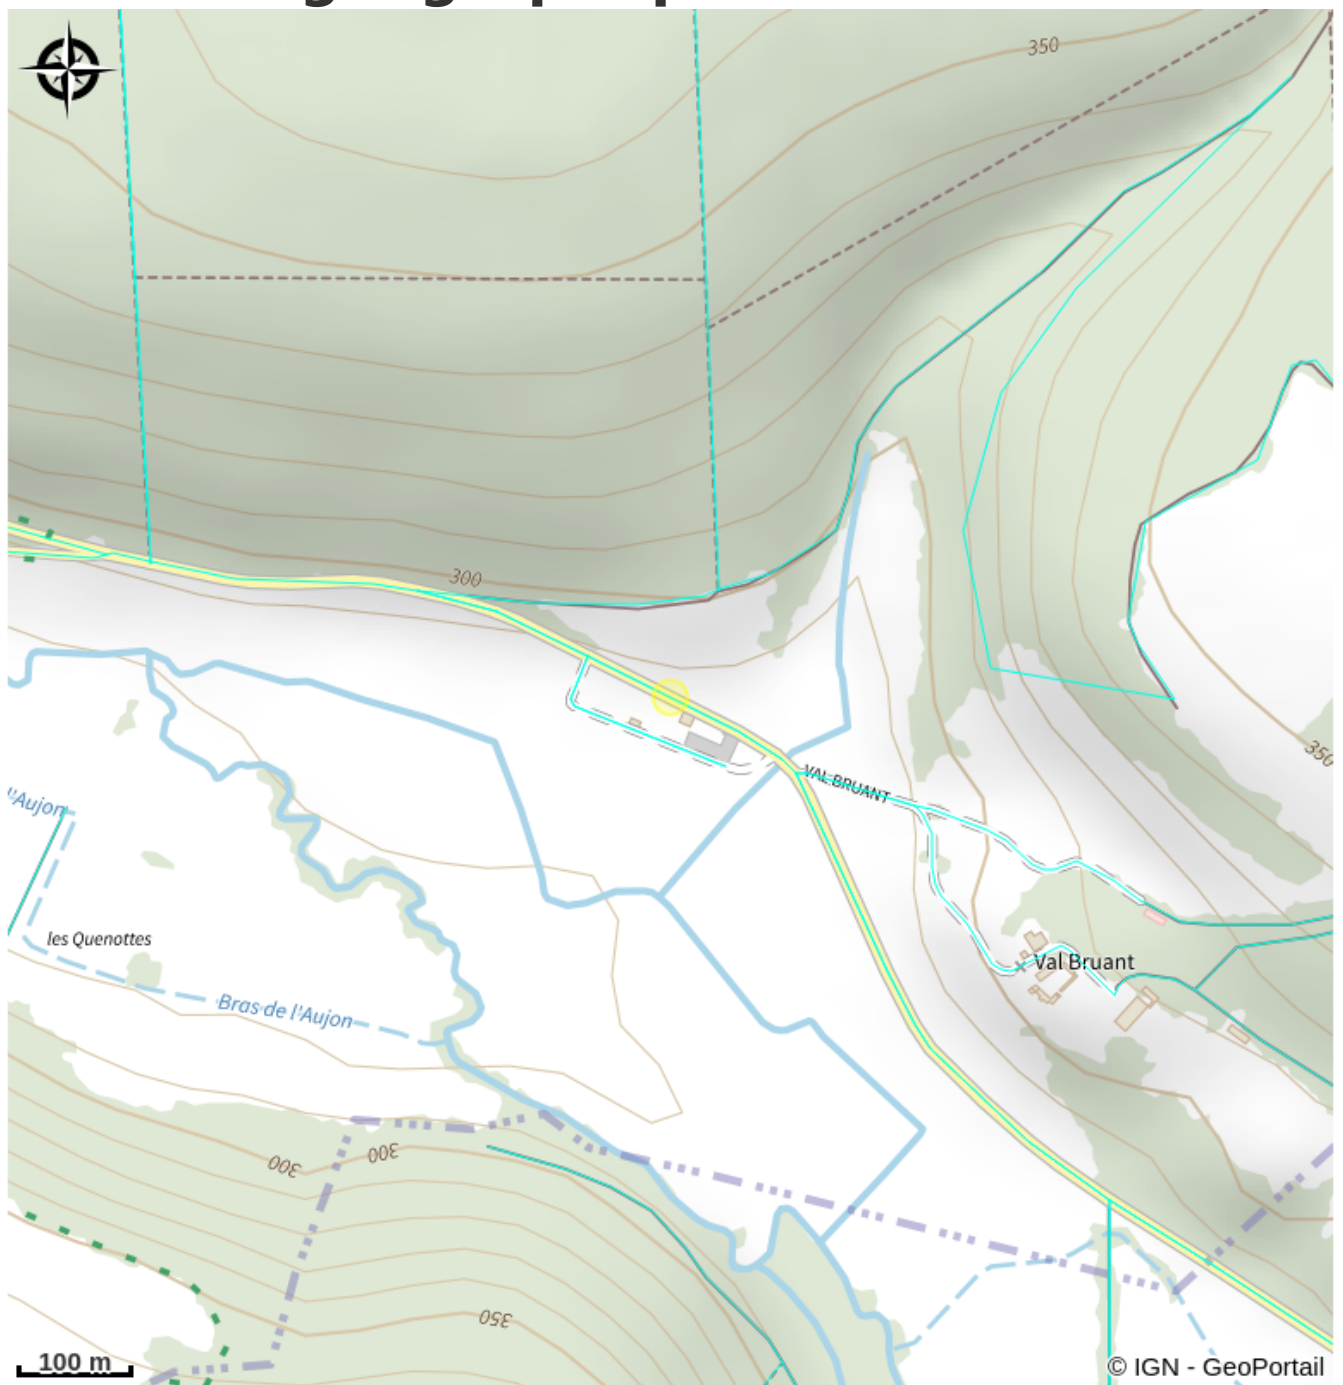 350
300
350
VAL BRUANT
l'Aujon
les Quenottes
Val Bruant
Bras de l'Aujon
300
300
350
100 m
© IGN - GeoPortail